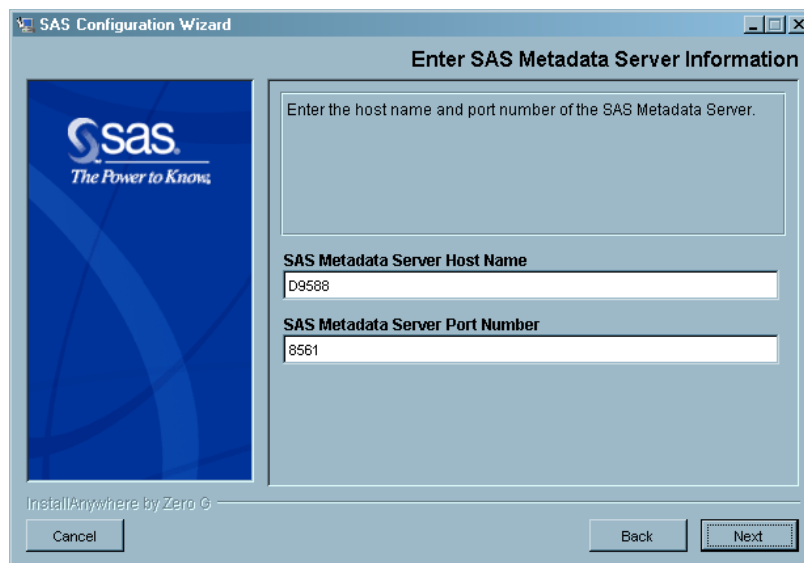 SAS Configuration Wizard
Enter SAS Metadata Server Information
sas.
The Power to Know.
Enter the host name and port number of the SAS Metadata Server.
SAS Metadata Server Host Name
D9588
SAS Metadata Server Port Number
8561
InstallAnywhere by Zero G
Cancel
Back
Next